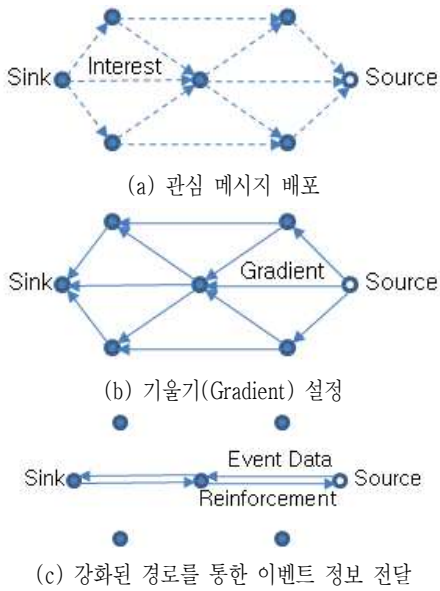 Interest
Sink
Source
(a) 관심 메시지 배포
Sink
Gradient
Source
(b) 기울기(Gradient) 설정
Event Data
Sink
Source
Reinforcement
(c) 강화된 경로를 통한 이벤트 정보 전달